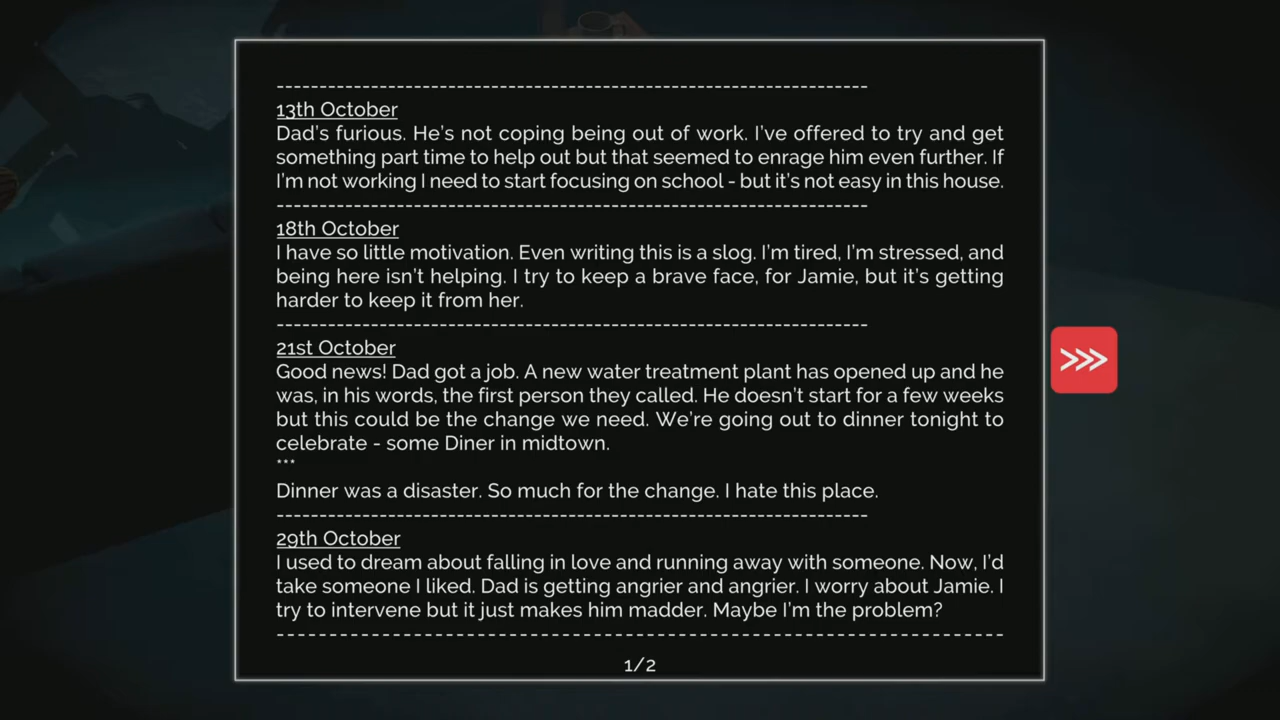 --------------------------------------------------------------------
13th October
Dad's furious. He's not coping being out of work. I've offered to try and get
something part time to help out but that seemed to enrage him even further. If
I'm not working I need to start focusing on school - but it's not easy in this house.
--------------------------------------------------------------------
18th October
I have so little motivation. Even writing this is a slog. I'm tired, I'm stressed, and
being here isn't helping. I try to keep a brave face, for Jamie, but it's getting
harder to keep it from her.
--------------------------------------------------------------------
21st October
Good news! Dad got a job. A new water treatment plant has opened up and he
was, in his words, the first person they called. He doesn't start for a few weeks
but this could be the change we need. We're going out to dinner tonight to
celebrate - some Diner in midtown.
***
Dinner was a disaster. So much for the change. I hate this place.
--------------------------------------------------------------------
29th October
I used to dream about falling in love and running away with someone. Now, I'd
take someone I liked. Dad is getting angrier and angrier. I worry about Jamie. I
try to intervene but it just makes him madder. Maybe I'm the problem?
--------------------------------------------------------------------
1/2
>>>